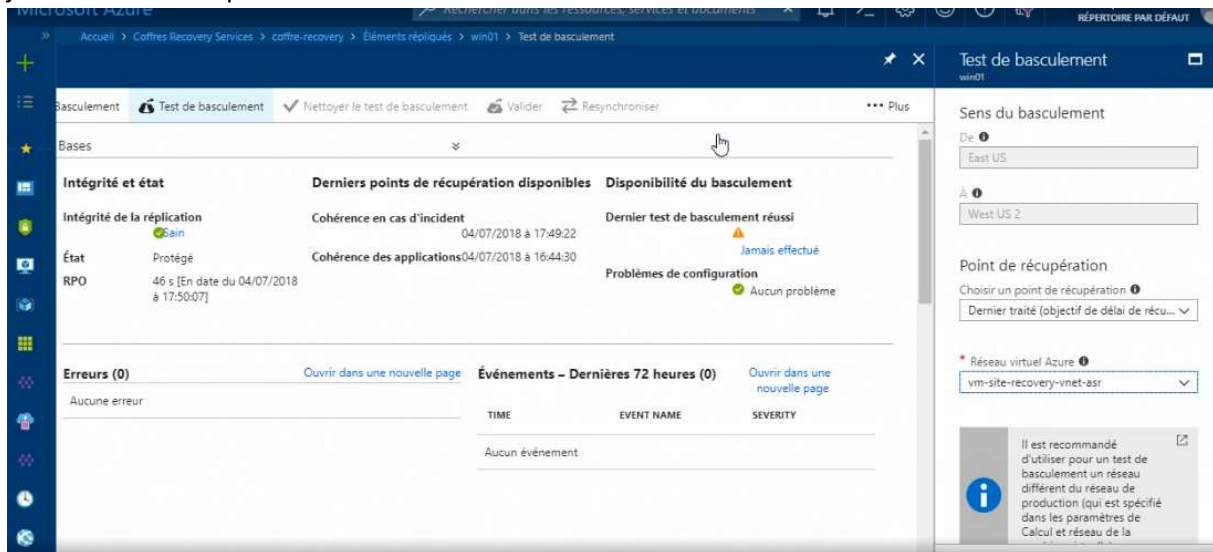 Microsoft Azure
Rechercher dans les ressources, services et documents
RÉPERTOIRE PAR DÉFAUT
Accueil > Coffres Recovery Services > coffre-recovery > Éléments répliqués > win01 > Test de basculement
Basculement
Test de basculement
Nettoyer le test de basculement
Valider
Resynchroniser
••• Plus
Bases
Intégrité et état
Intégrité de la réplication
Sain
État Protégé
RPO 46 s [En date du 04/07/2018
à 17:50:07]
Derniers points de récupération disponibles
Cohérence en cas d'incident
04/07/2018 à 17:49:22
Cohérence des applications04/07/2018 à 16:44:30
Disponibilité du basculement
Dernier test de basculement réussi
Jamais effectué
Problèmes de configuration
Aucun problème
Erreurs (0) Ouvrir dans une nouvelle page
Aucune erreur
Événements – Dernières 72 heures (0) Ouvrir dans une
nouvelle page
TIME EVENT NAME SEVERITY
Aucun événement
Test de basculement
win01
Sens du basculement
De
East US
À
West US 2
Point de récupération
Choisir un point de récupération
Dernier traité (objectif de délai de récu...
* Réseau virtuel Azure
vm-site-recovery-vnet-asr
Il est recommandé
d'utiliser pour un test de
basculement un réseau
différent du réseau de
production (qui est spécifié
dans les paramètres de
Calcul et réseau de la